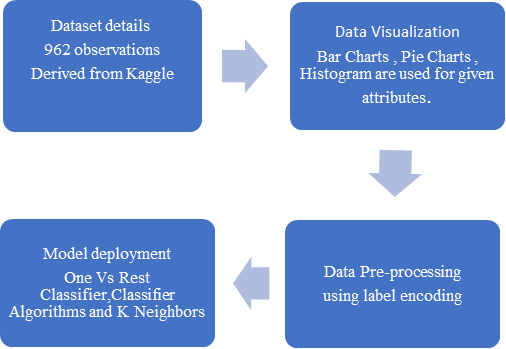 Dataset details
962 observations
Derived from Kaggle
Data Visualization
Bar Charts , Pie Charts ,
Histogram are used for given
attributes.
Data Pre-processing
using label encoding
Model deployment
One Vs Rest
Classifier,Classifier
Algorithms and K Neighbors